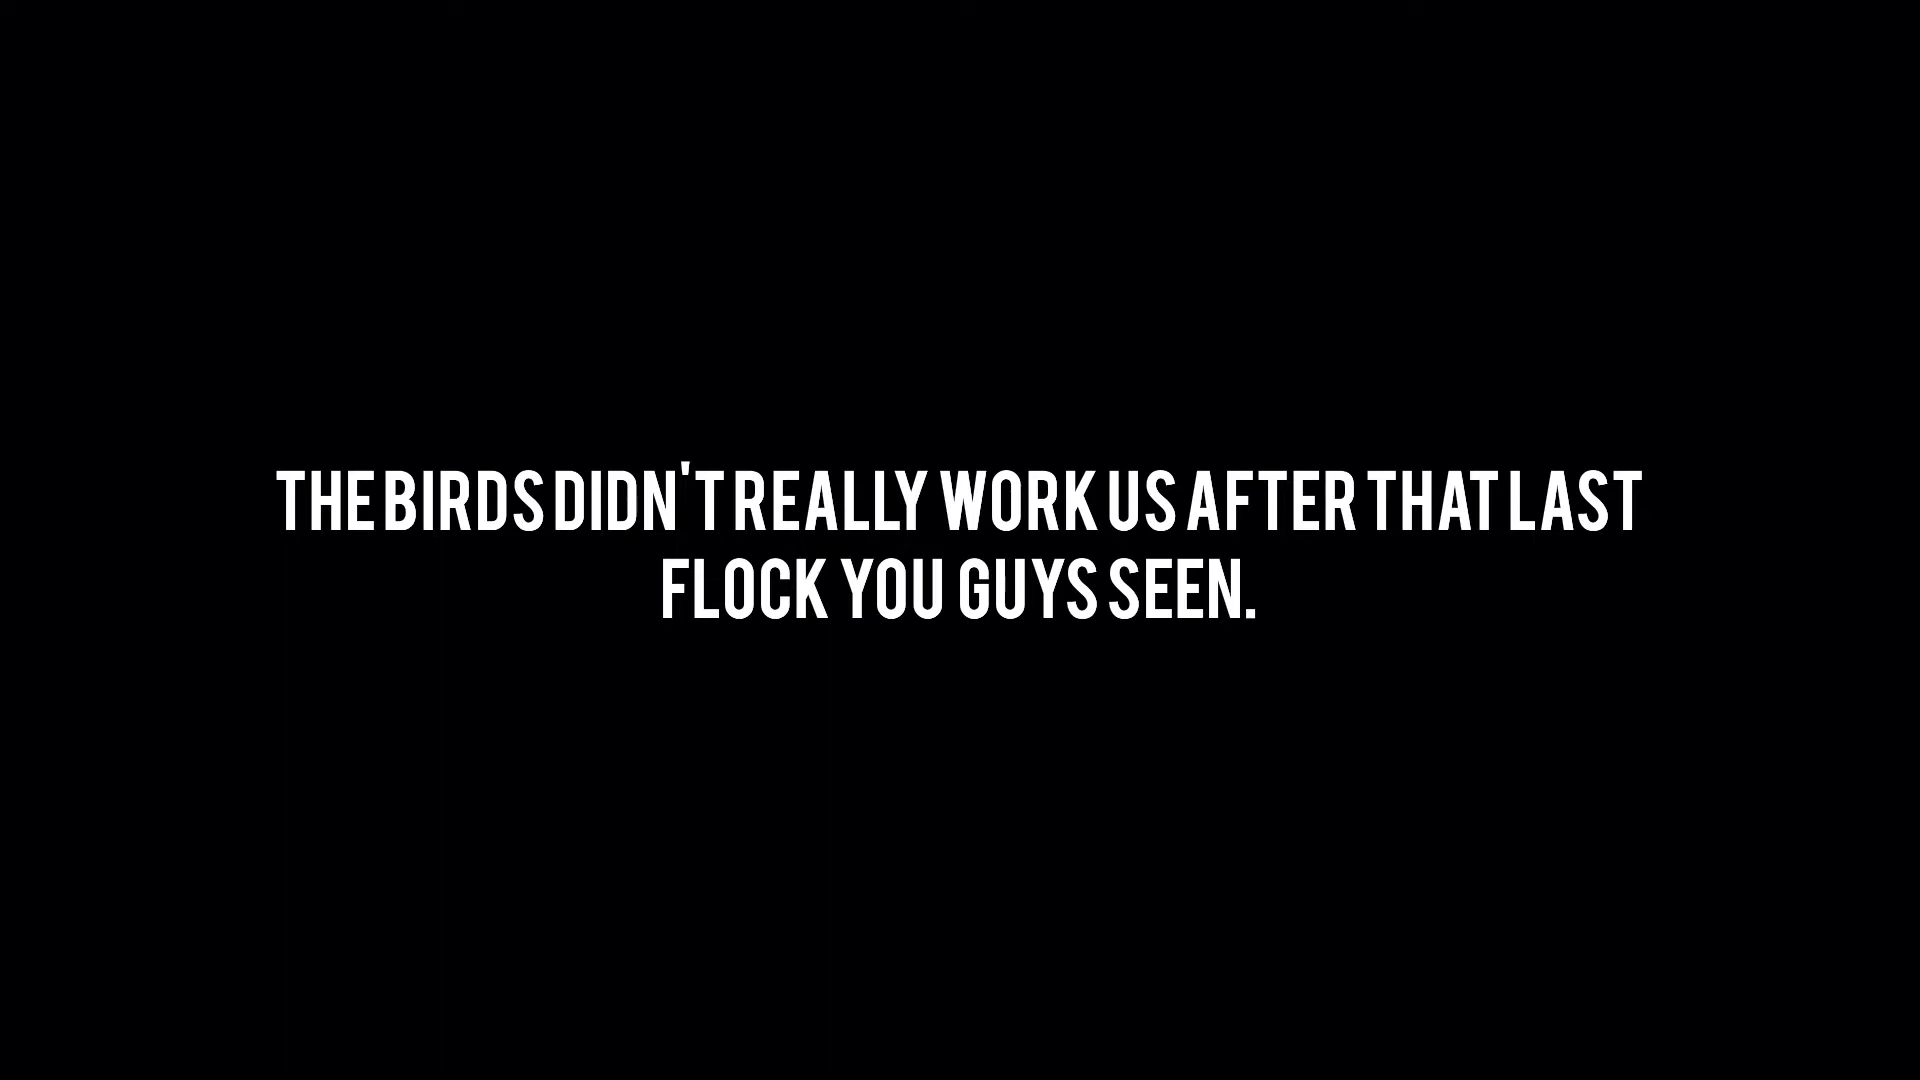 THE BIRDS DIDN'T REALLY WORK US AFTER THAT LAST
FLOCK YOU GUYS SEEN.